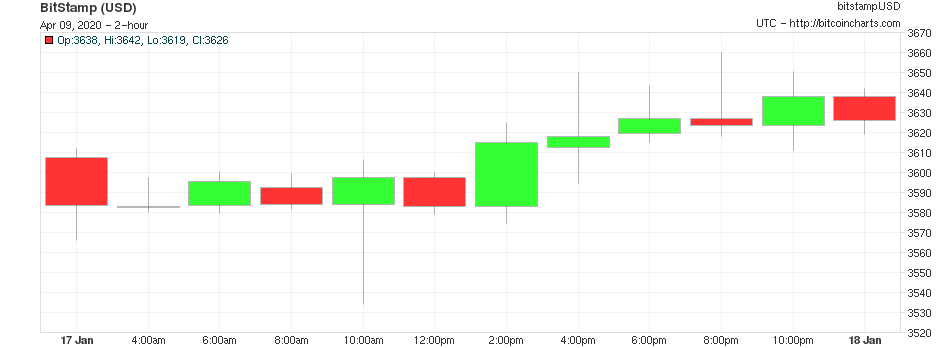 BitStamp (USD)
bitstampUSD
Apr 09, 2020 - 2-hour
UTC - http://bitcoincharts.com
Op:3638, Hi:3642, Lo:3619, Cl:3626
3670
3660
3650
3640
3630
3620
3610
3600
3590
3580
3570
3560
3550
3540
3530
3520
17 Jan 4:00am 6:00am 8:00am 10:00am 12:00pm 2:00pm 4:00pm 6:00pm 8:00pm 10:00pm 18 Jan